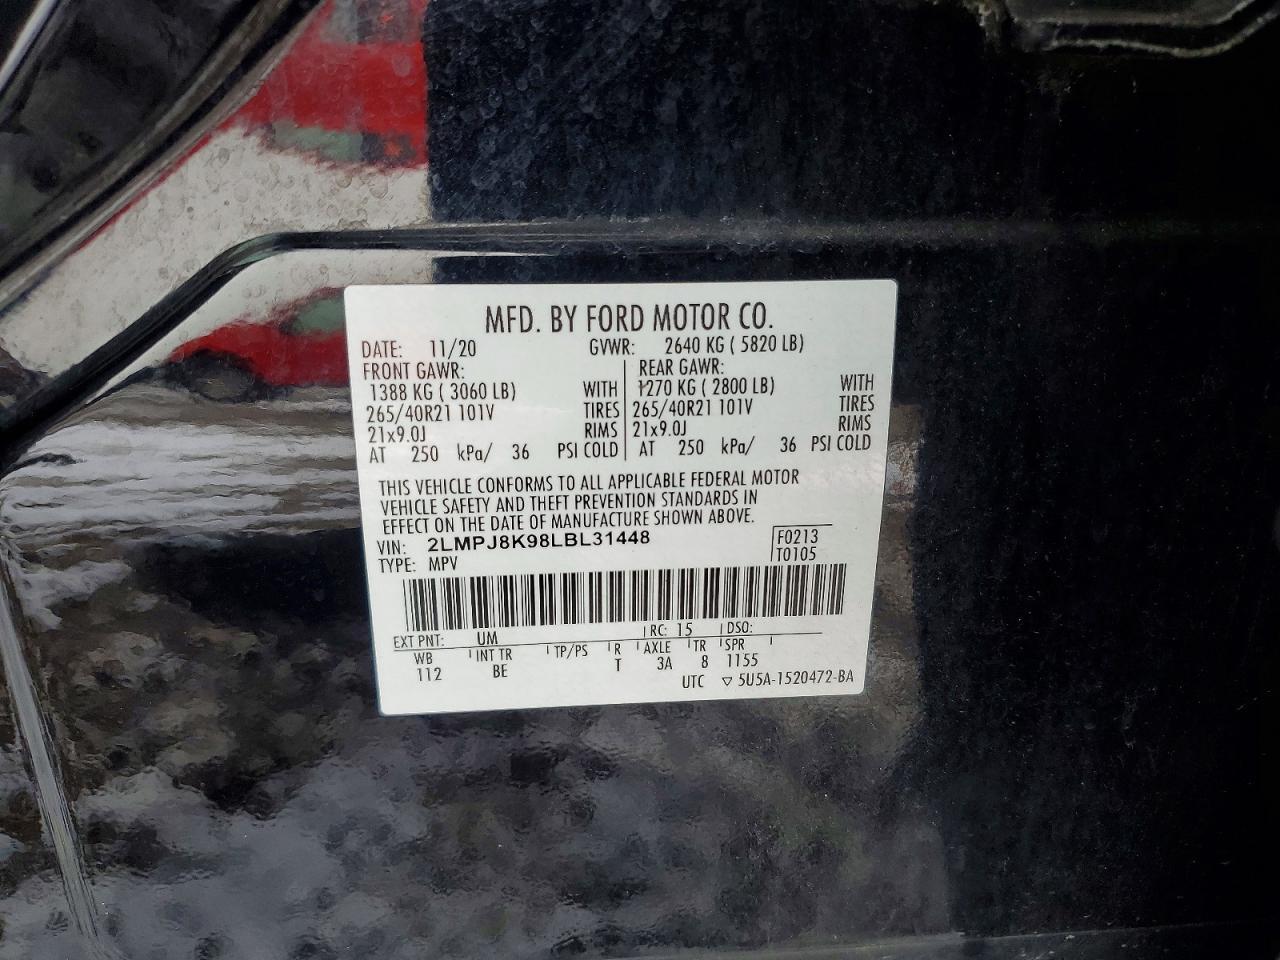 MFD. BY FORD MOTOR CO.
DATE: 11/20 GVWR: 2640 KG ( 5820 LB)
FRONT GAWR: REAR GAWR:
1388 KG ( 3060 LB) WITH 1270 KG ( 2800 LB) WITH
265/40R21 101V TIRES 265/40R21 101V TIRES
21x9.0J RIMS 21x9.0J RIMS
AT 250 kPa/ 36 PSI COLD AT 250 kPa/ 36 PSI COLD
THIS VEHICLE CONFORMS TO ALL APPLICABLE FEDERAL MOTOR
VEHICLE SAFETY AND THEFT PREVENTION STANDARDS IN
EFFECT ON THE DATE OF MANUFACTURE SHOWN ABOVE.
VIN: 2LMPJ8K98LBL31448 F0213
TYPE: MPV T0105
EXT PNT: UM RC: 15 DSO:
WB INT TR TP/PS R AXLE TR SPR
112 BE T 3A 8 1155
UTC ▽ 5U5A-1520472-BA